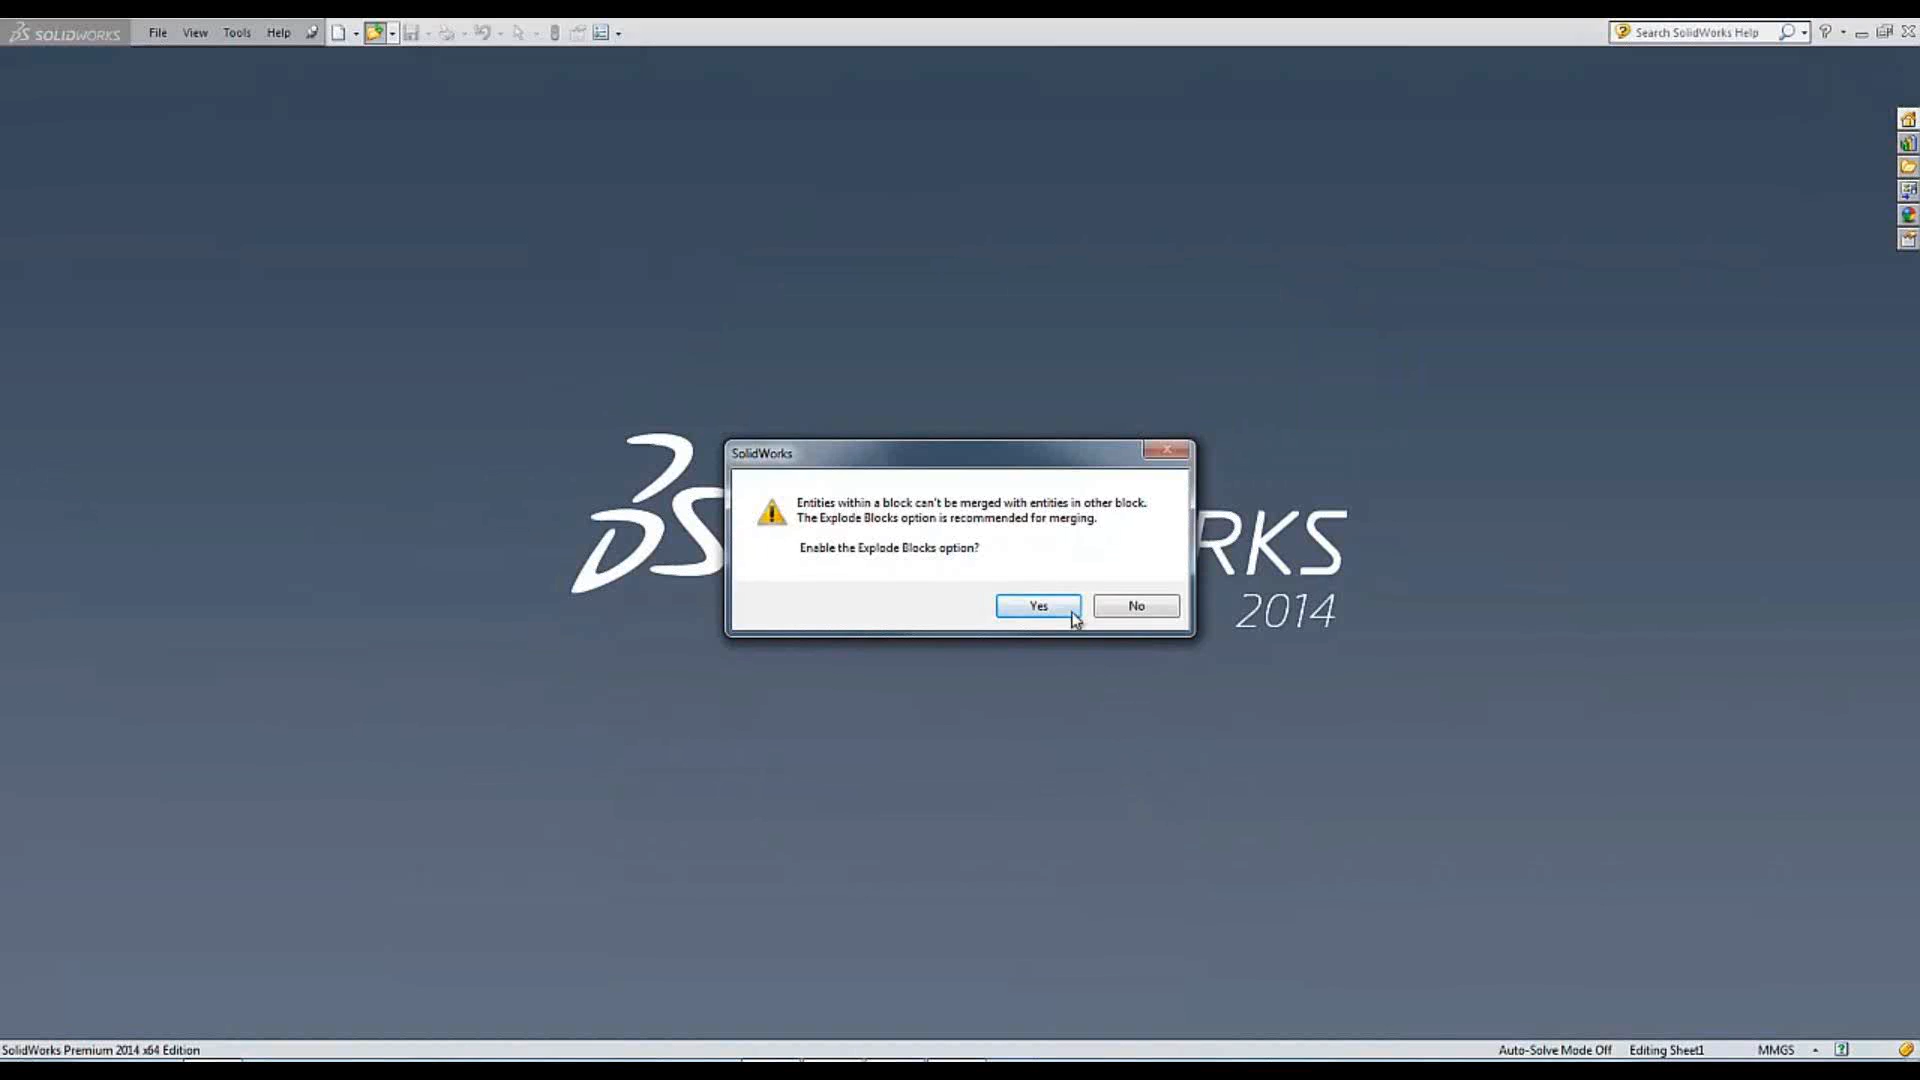 SOLIDWORKS File View Tools Help Search SolidWorks Help
SolidWorks
Entities within a block can't be merged with entities in other block.
The Explode Blocks option is recommended for merging.
Enable the Explode Blocks option?
Yes No
RKS
2014
SolidWorks Premium 2014 x64 Edition Auto-Solve Mode Off Editing Sheet1 MMGS